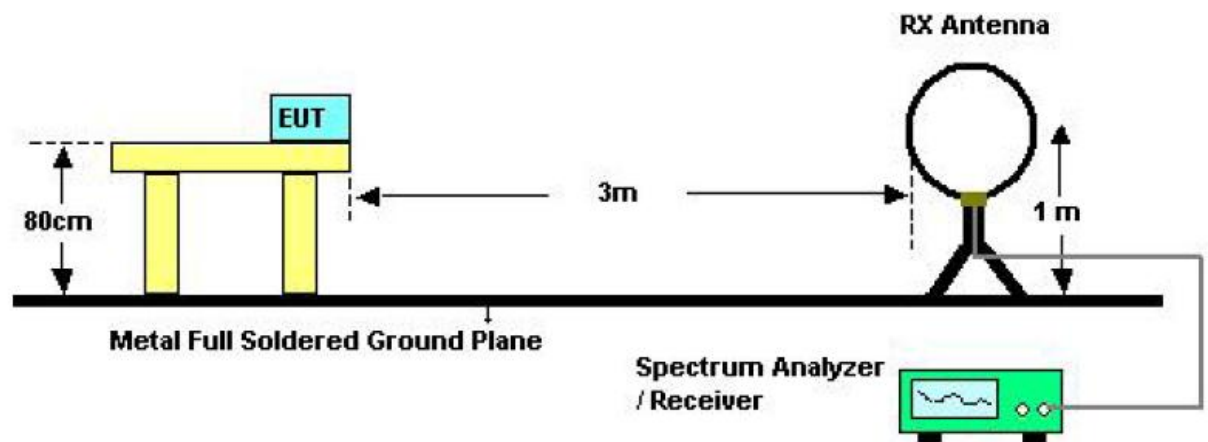 RX Antenna
EUT
3m
80cm
1 m
Metal Full Soldered Ground Plane
Spectrum Analyzer
/ Receiver